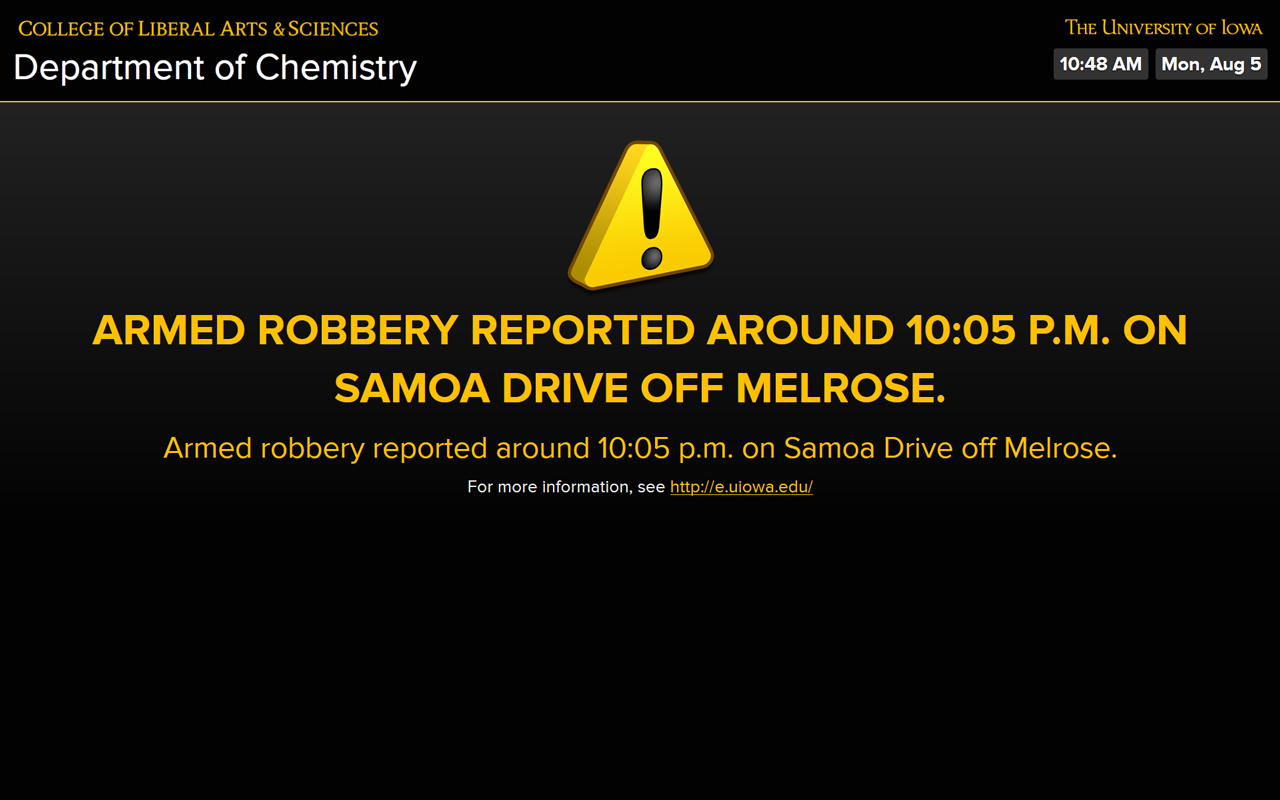 COLLEGE OF LIBERAL ARTS & SCIENCES
Department of Chemistry
THE UNIVERSITY OF IOWA
10:48 AM Mon, Aug 5
ARMED ROBBERY REPORTED AROUND 10:05 P.M. ON
SAMOA DRIVE OFF MELROSE.
Armed robbery reported around 10:05 p.m. on Samoa Drive off Melrose.
For more information, see http://e.uiowa.edu/